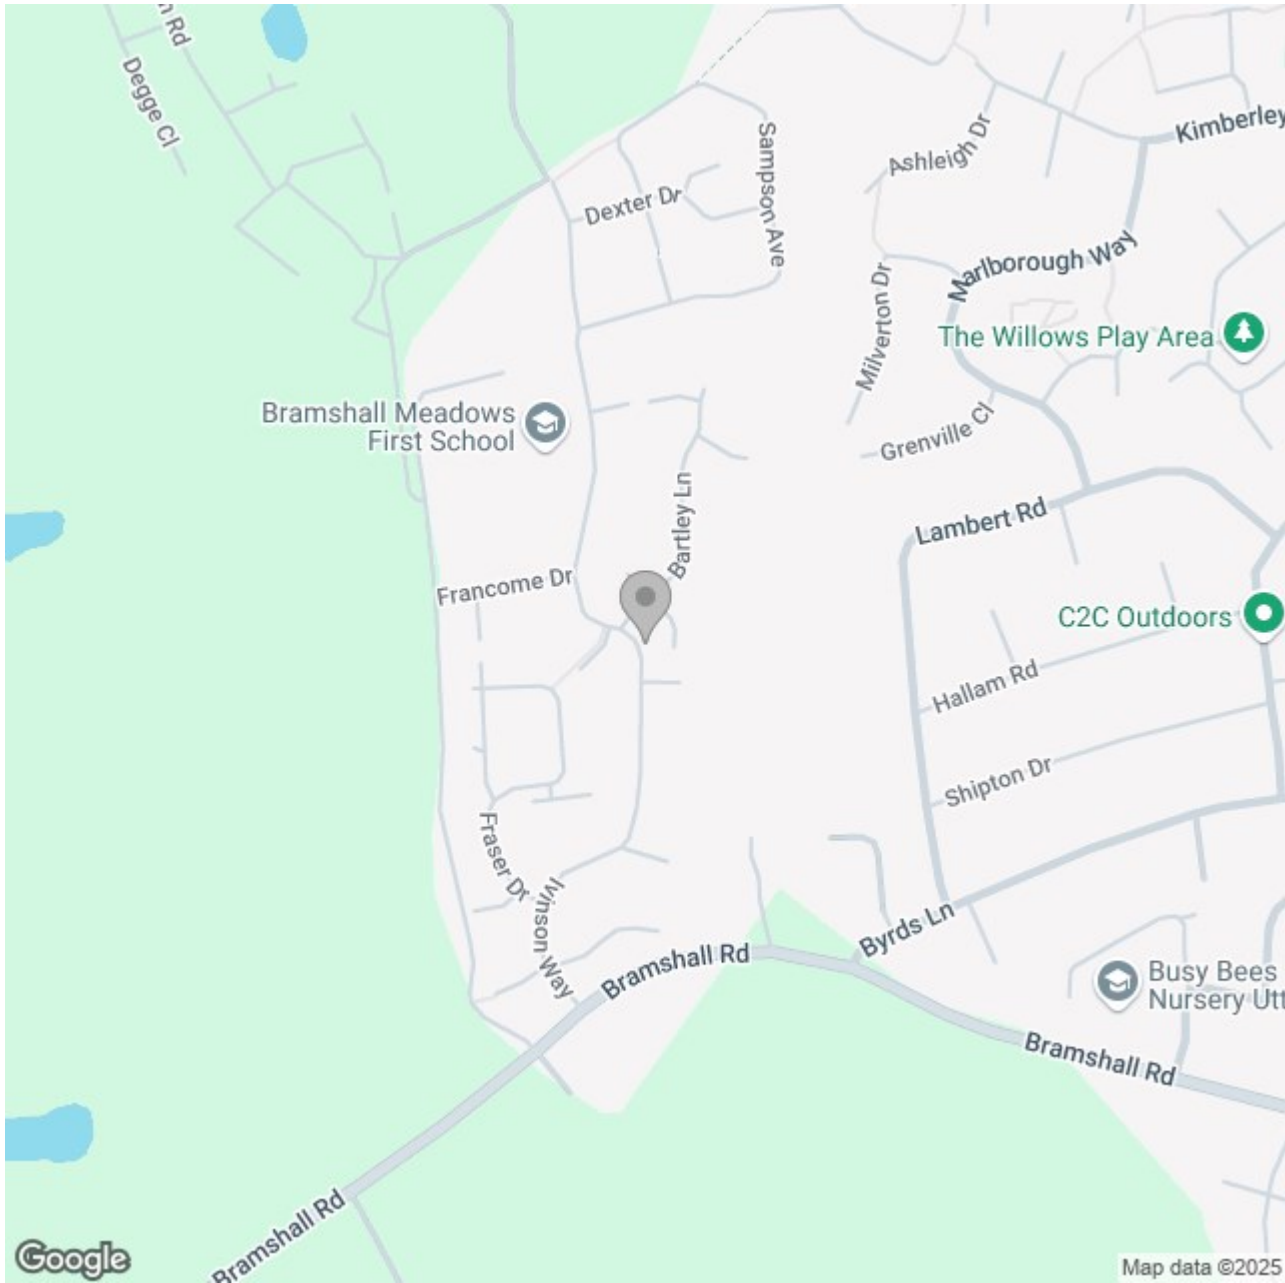 n Rd
Degge Cl
Sampson Ave
Kimberley
Ashleigh Dr
Dexter Dr
Marlborough Way
Milverton Dr
The Willows Play Area
Bramshall Meadows
First School
Grenville Cl
Bartley Ln
Lambert Rd
Francome Dr
C2C Outdoors
Hallam Rd
Shipton Dr
Fraser Dr
Ivinson Way
Byrds Ln
Bramshall Rd
Busy Bees
Nursery Utt
Bramshall Rd
Bramshall Rd
Google
Map data ©2025